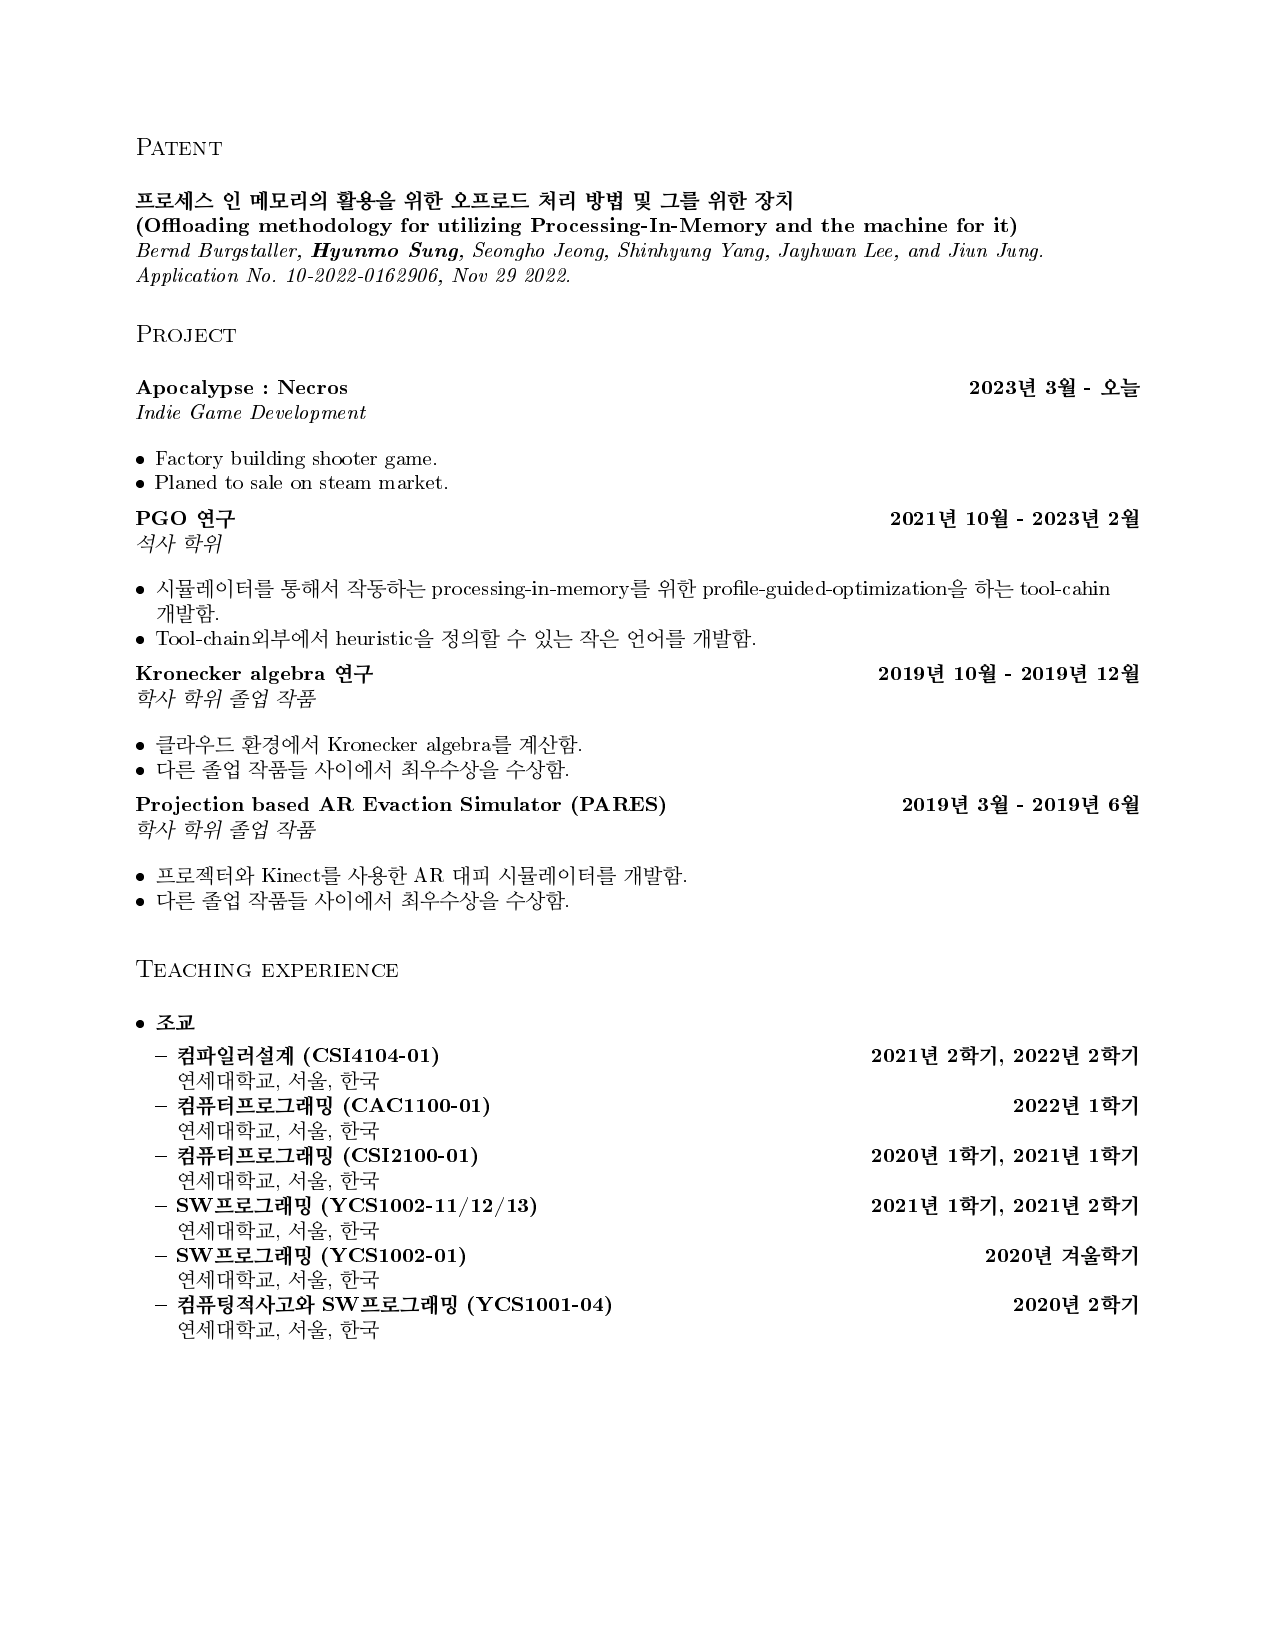 PATENT
프로세스 인 메모리의 활용을 위한 오프로드 처리 방법 및 그를 위한 장치
(Offloading methodology for utilizing Processing-In-Memory and the machine for it)
Bernd Burgstaller, Hyunmo Sung, Seongho Jeong, Shinhyung Yang, Jayhwan Lee, and Jiun Jung.
Application No. 10-2022-0162906, Nov 29 2022.
PROJECT
Apocalypse : Necros 2023년 3월 - 오늘
Indie Game Development
• Factory building shooter game.
• Planed to sale on steam market.
PGO 연구 2021년 10월 - 2023년 2월
석사 학위
• 시뮬레이터를 통해서 작동하는 processing-in-memory를 위한 profile-guided-optimization을 하는 tool-cahin
개발함.
• Tool-chain외부에서 heuristic을 정의할 수 있는 작은 언어를 개발함.
Kronecker algebra 연구 2019년 10월 - 2019년 12월
학사 학위 졸업 작품
• 클라우드 환경에서 Kronecker algebra를 계산함.
• 다른 졸업 작품들 사이에서 최우수상을 수상함.
Projection based AR Evaction Simulator (PARES) 2019년 3월 - 2019년 6월
학사 학위 졸업 작품
• 프로젝터와 Kinect를 사용한 AR 대피 시뮬레이터를 개발함.
• 다른 졸업 작품들 사이에서 최우수상을 수상함.
TEACHING EXPERIENCE
• 조교
– 컴파일러설계 (CSI4104-01) 2021년 2학기, 2022년 2학기
연세대학교, 서울, 한국
– 컴퓨터프로그래밍 (CAC1100-01) 2022년 1학기
연세대학교, 서울, 한국
– 컴퓨터프로그래밍 (CSI2100-01) 2020년 1학기, 2021년 1학기
연세대학교, 서울, 한국
– SW프로그래밍 (YCS1002-11/12/13) 2021년 1학기, 2021년 2학기
연세대학교, 서울, 한국
– SW프로그래밍 (YCS1002-01) 2020년 겨울학기
연세대학교, 서울, 한국
– 컴퓨팅적사고와 SW프로그래밍 (YCS1001-04) 2020년 2학기
연세대학교, 서울, 한국